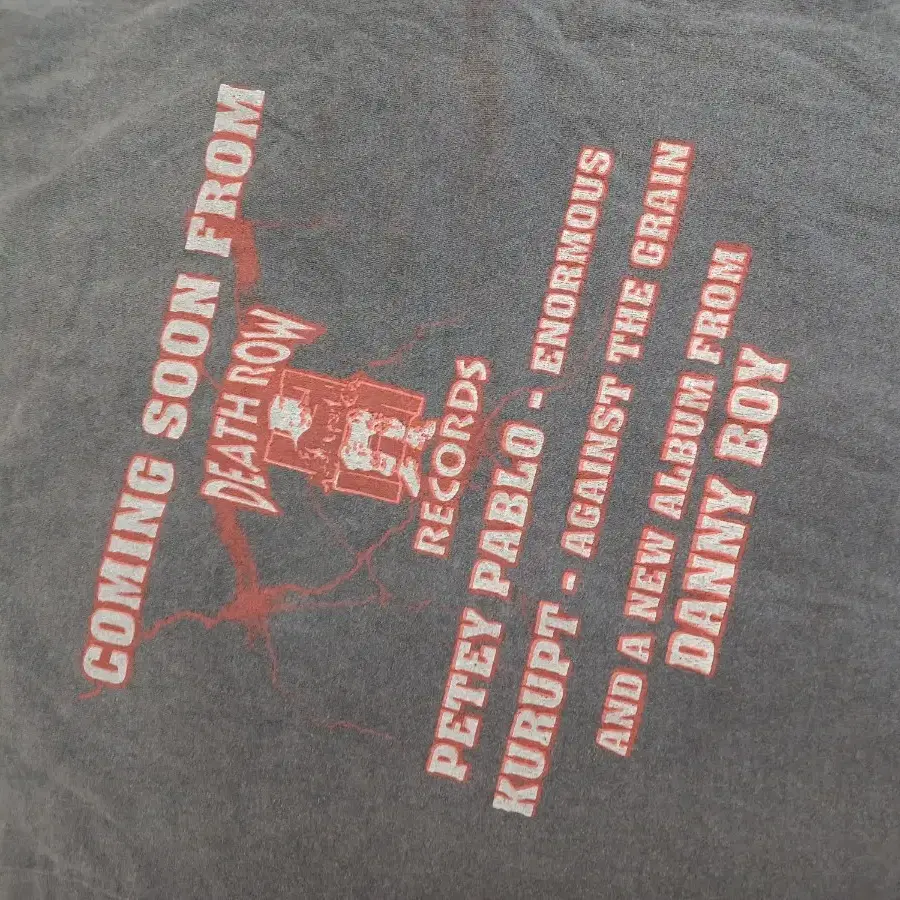 COMING SOON FROM
DEATH ROW
RECORDS
PETEY PABLO - ENORMOUS
KURUPT - AGAINST THE GRAIN
AND A NEW ALBUM FROM
DANNY BOY